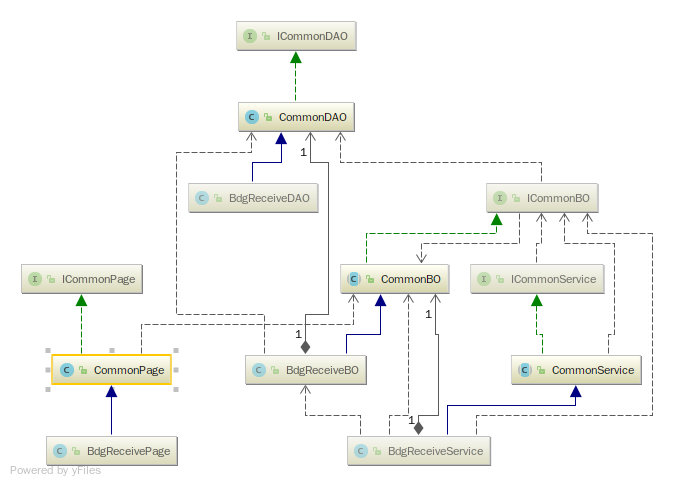 I ICommonDAO
C CommonDAO
1
C BdgReceiveDAO
I ICommonBO
I ICommonPage
C CommonBO
I ICommonService
1
1
C CommonPage
C BdgReceiveBO
C CommonService
1
C BdgReceivePage
C BdgReceiveService
Powered by yFiles